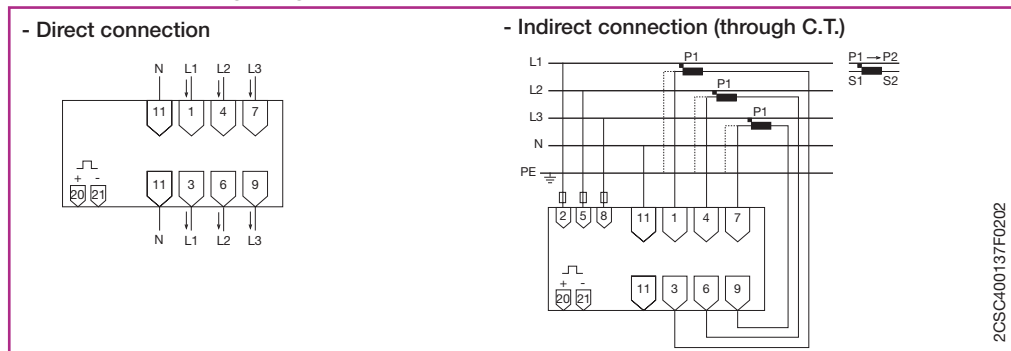 - Direct connection
N L1 L2 L3
11 1 4 7
+ -
20 21
11 3 6 9
N L1 L2 L3
- Indirect connection (through C.T.)
L1
L2
L3
N
PE
P1
P1
P1
P1 → P2
S1 S2
2 5 8 11 1 4 7
+ -
20 21
11 3 6 9
2CSC400137F0202